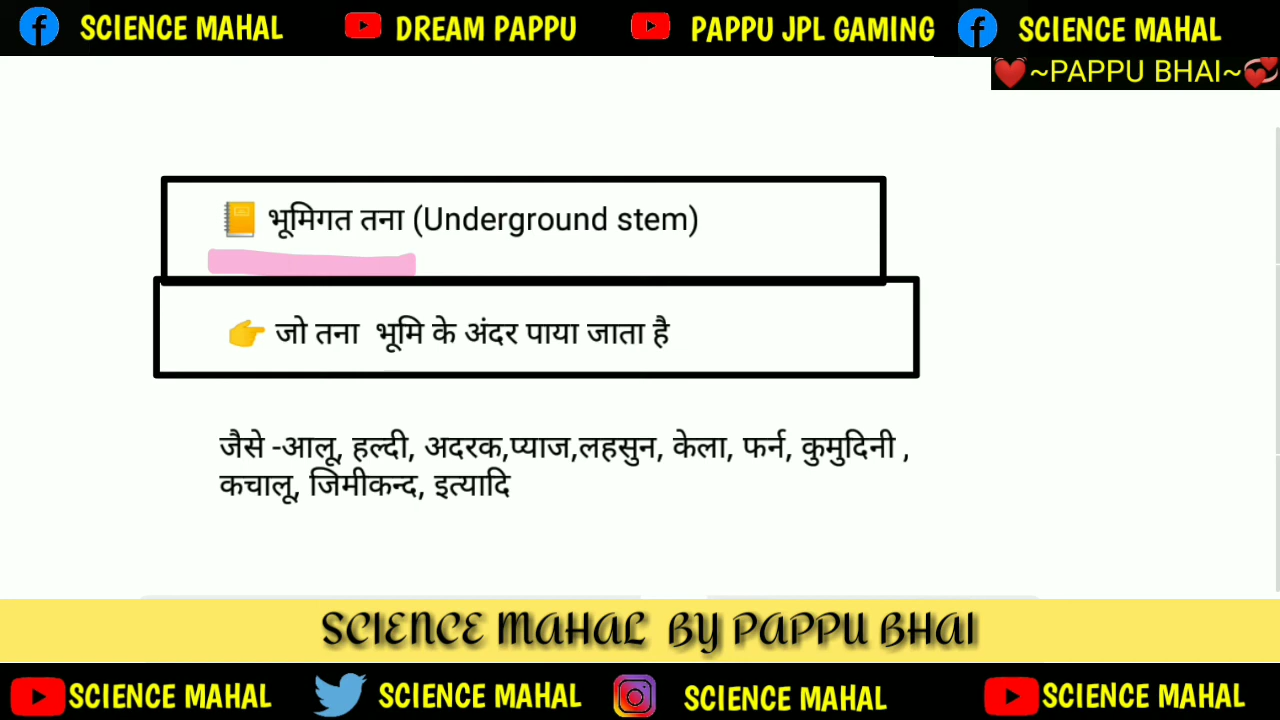 SCIENCE MAHAL DREAM PAPPU PAPPU JPL GAMING SCIENCE MAHAL
❤️~PAPPU BHAI~💞
📒 भूमिगत तना (Underground stem)
👉 जो तना भूमि के अंदर पाया जाता है
जैसे -आलू, हल्दी, अदरक,प्याज,लहसुन, केला, फर्न, कुमुदिनी ,
कचालू, जिमीकन्द, इत्यादि
SCIENCE MAHAL BY PAPPU BHAI
SCIENCE MAHAL SCIENCE MAHAL SCIENCE MAHAL SCIENCE MAHAL